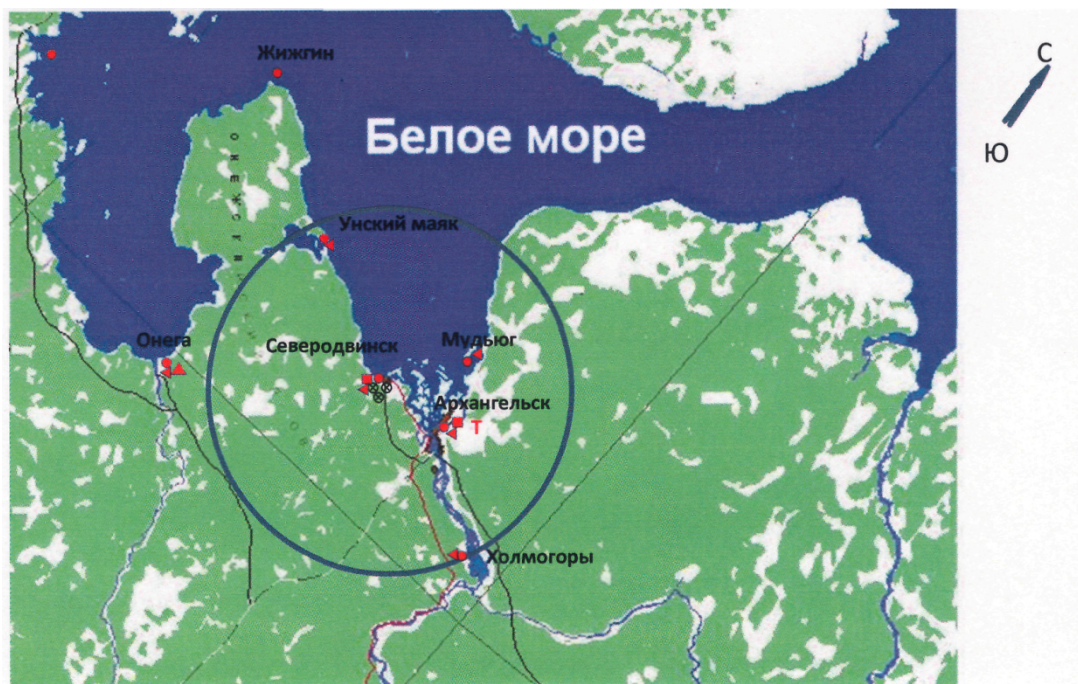 Жижгин
С
Белое море
Ю
Унский маяк
Онега
Северодвинск
Мудьюг
Архангельск
Т
Холмогоры